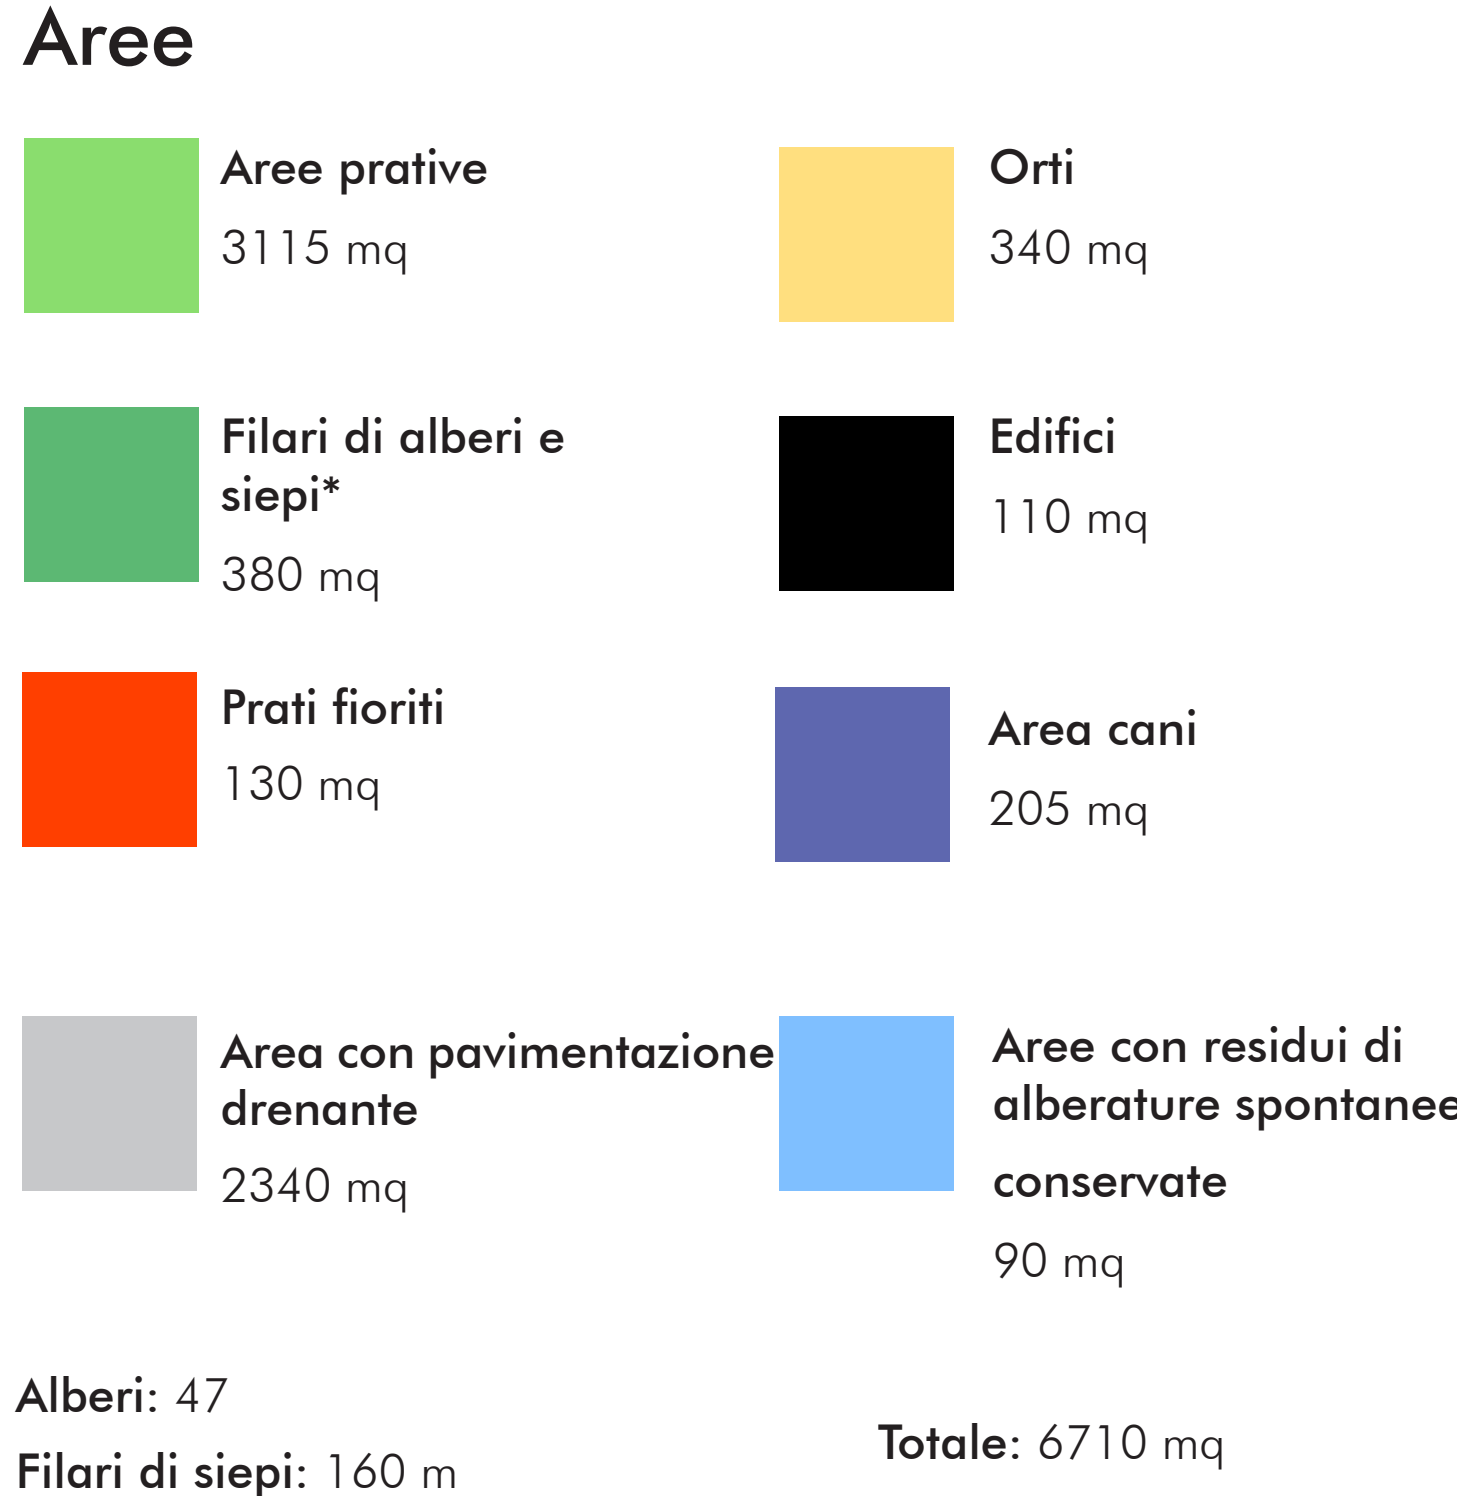 Aree
Aree prative
3115 mq
Orti
340 mq
Filari di alberi e
siepi*
380 mq
Edifici
110 mq
Prati fioriti
130 mq
Area cani
205 mq
Area con pavimentazione
drenante
2340 mq
Aree con residui di
alberature spontanee
conservate
90 mq
Alberi: 47
Filari di siepi: 160 m
Totale: 6710 mq